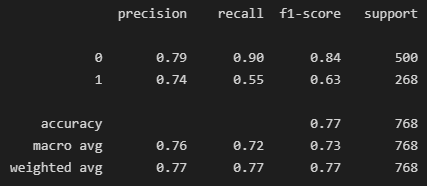 precision recall f1-score support
0 0.79 0.90 0.84 500
1 0.74 0.55 0.63 268
accuracy 0.77 768
macro avg 0.76 0.72 0.73 768
weighted avg 0.77 0.77 0.77 768